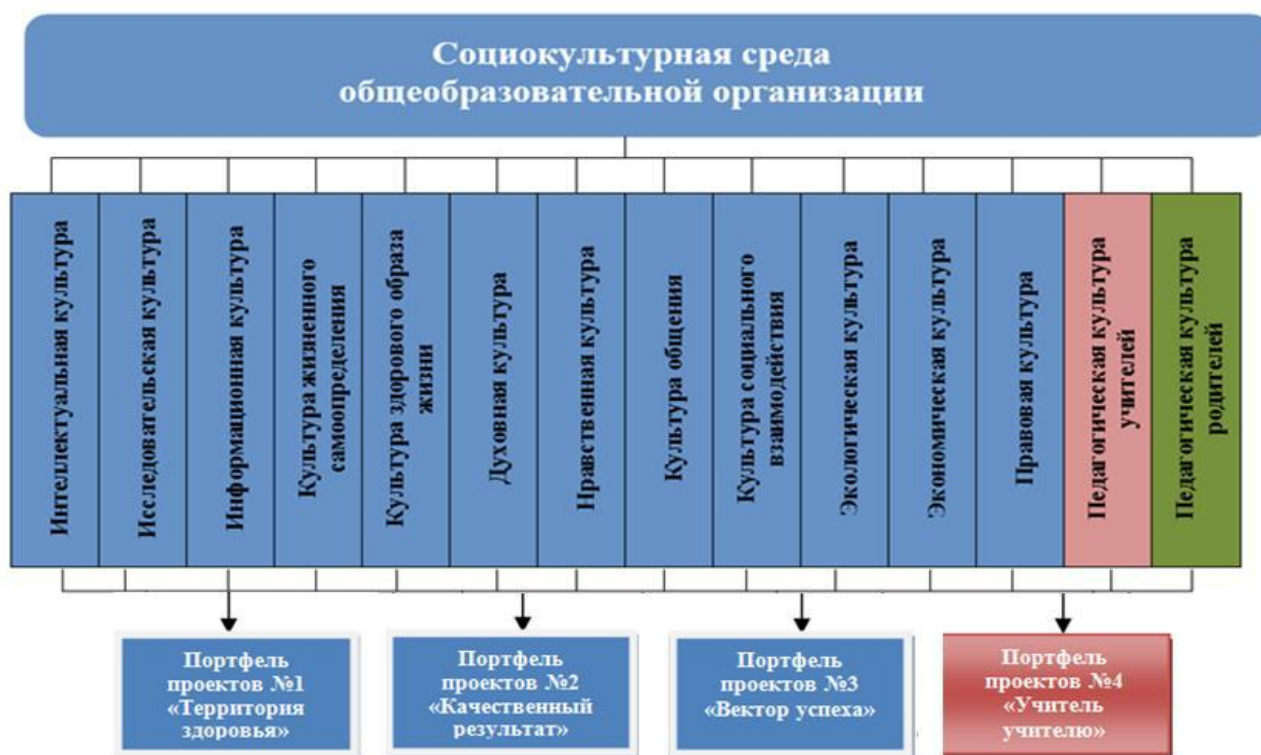 Социокультурная среда
общеобразовательной организации
Интеллектуальная культура
Исследовательская культура
Информационная культура
Культура жизненного
самоопределения
Культура здорового образа
жизни
Духовная культура
Нравственная культура
Культура общения
Культура социального
взаимодействия
Экологическая культура
Экономическая культура
Правовая культура
Педагогическая культура
учителей
Педагогическая культура
родителей
Портфель
проектов №1
«Территория
здоровья»
Портфель
проектов №2
«Качественный
результат»
Портфель
проектов №3
«Вектор успеха»
Портфель
проектов №4
«Учитель
учителю»